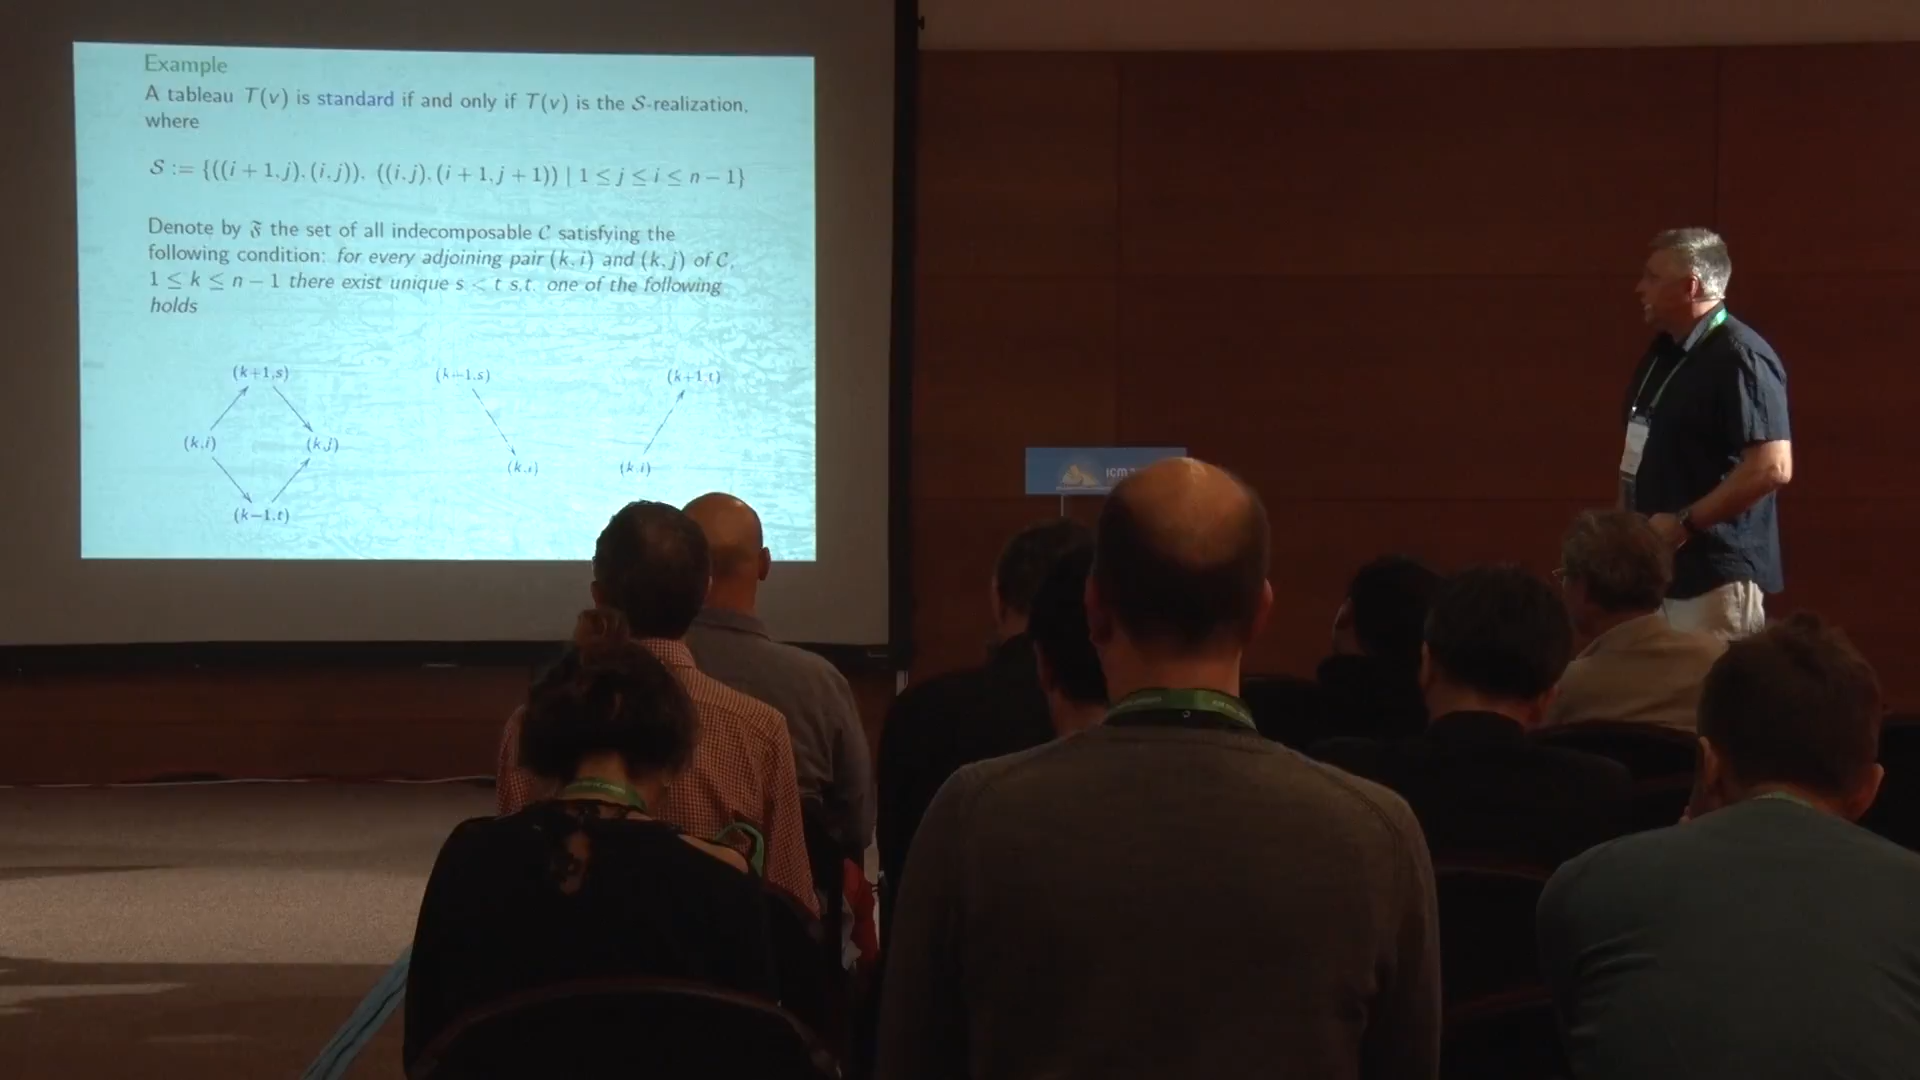 Example
A tableau T(v) is standard if and only if T(v) is the 𝒮-realization,
where
𝒮 := {((i + 1, j), (i, j)), ((i, j), (i + 1, j + 1)) | 1 ≤ j ≤ i ≤ n − 1}
Denote by 𝔉 the set of all indecomposable 𝒞 satisfying the
following condition: for every adjoining pair (k, i) and (k, j) of 𝒞,
1 ≤ k ≤ n − 1 there exist unique s < t s.t. one of the following
holds
(k+1,s) (k+1,s) (k+1,t)
(k,i) (k,j) (k,i) (k,i)
(k−1,t)
icm